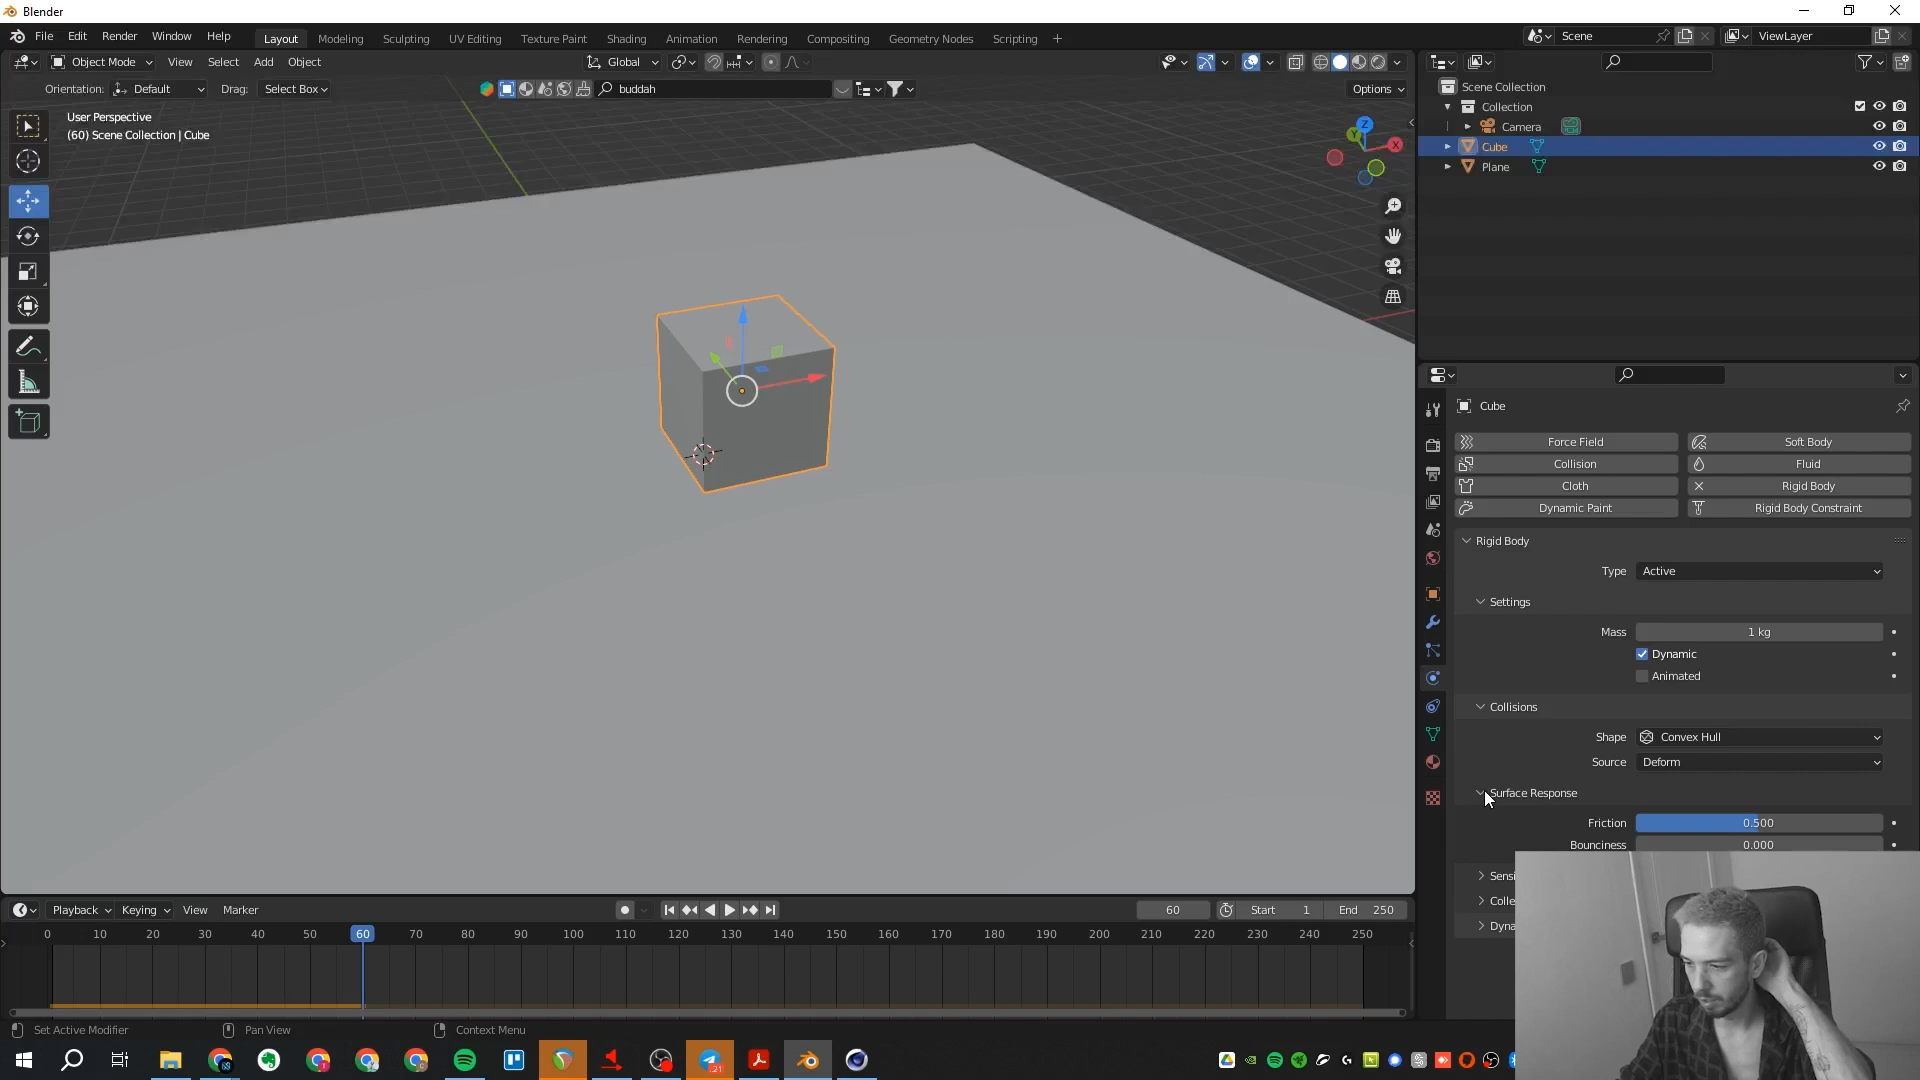 Blender
File Edit Render Window Help Layout Modeling Sculpting UV Editing Texture Paint Shading Animation Rendering Compositing Geometry Nodes Scripting + Scene ViewLayer
Object Mode View Select Add Object Global
Orientation: Default Drag: Select Box buddah Options
User Perspective
(60) Scene Collection | Cube
Z
Y
X
Scene Collection
Collection
Camera
Cube
Plane
Cube
Force Field Soft Body
Collision Fluid
Cloth Rigid Body
Dynamic Paint Rigid Body Constraint
Rigid Body
Type Active
Settings
Mass 1 kg
Dynamic
Animated
Collisions
Shape Convex Hull
Source Deform
Surface Response
Friction 0.500
Bounciness 0.000
Sensi
Colle
Dyna
Playback Keying View Marker 60 Start 1 End 250
0 10 20 30 40 50 60 70 80 90 100 110 120 130 140 150 160 170 180 190 200 210 220 230 240 250
Set Active Modifier Pan View Context Menu
21